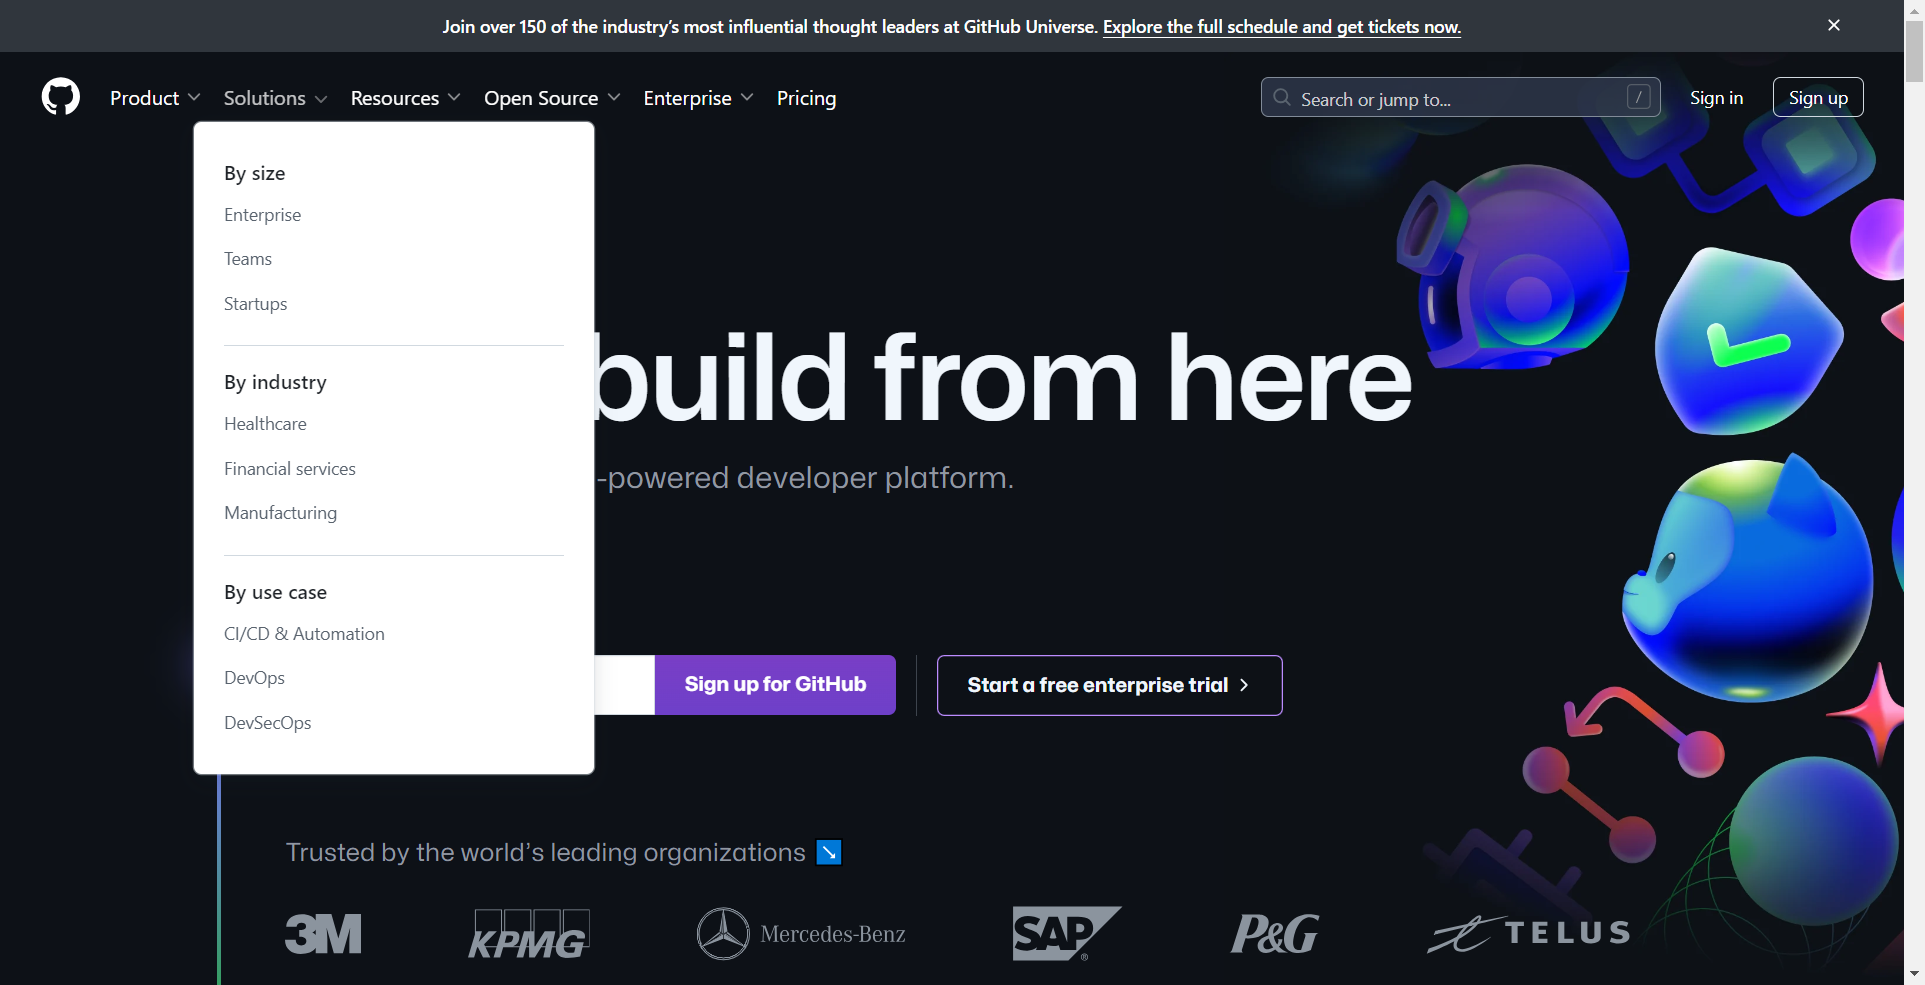 Join over 150 of the industry’s most influential thought leaders at GitHub Universe. Explore the full schedule and get tickets now.
Product Solutions Resources Open Source Enterprise Pricing Search or jump to... / Sign in Sign up
By size
Enterprise
Teams
Startups
By industry
Healthcare
Financial services
Manufacturing
By use case
CI/CD & Automation
DevOps
DevSecOps
build from here
-powered developer platform.
Sign up for GitHub Start a free enterprise trial
Trusted by the world’s leading organizations
3M KPMG Mercedes-Benz SAP® P&G TELUS